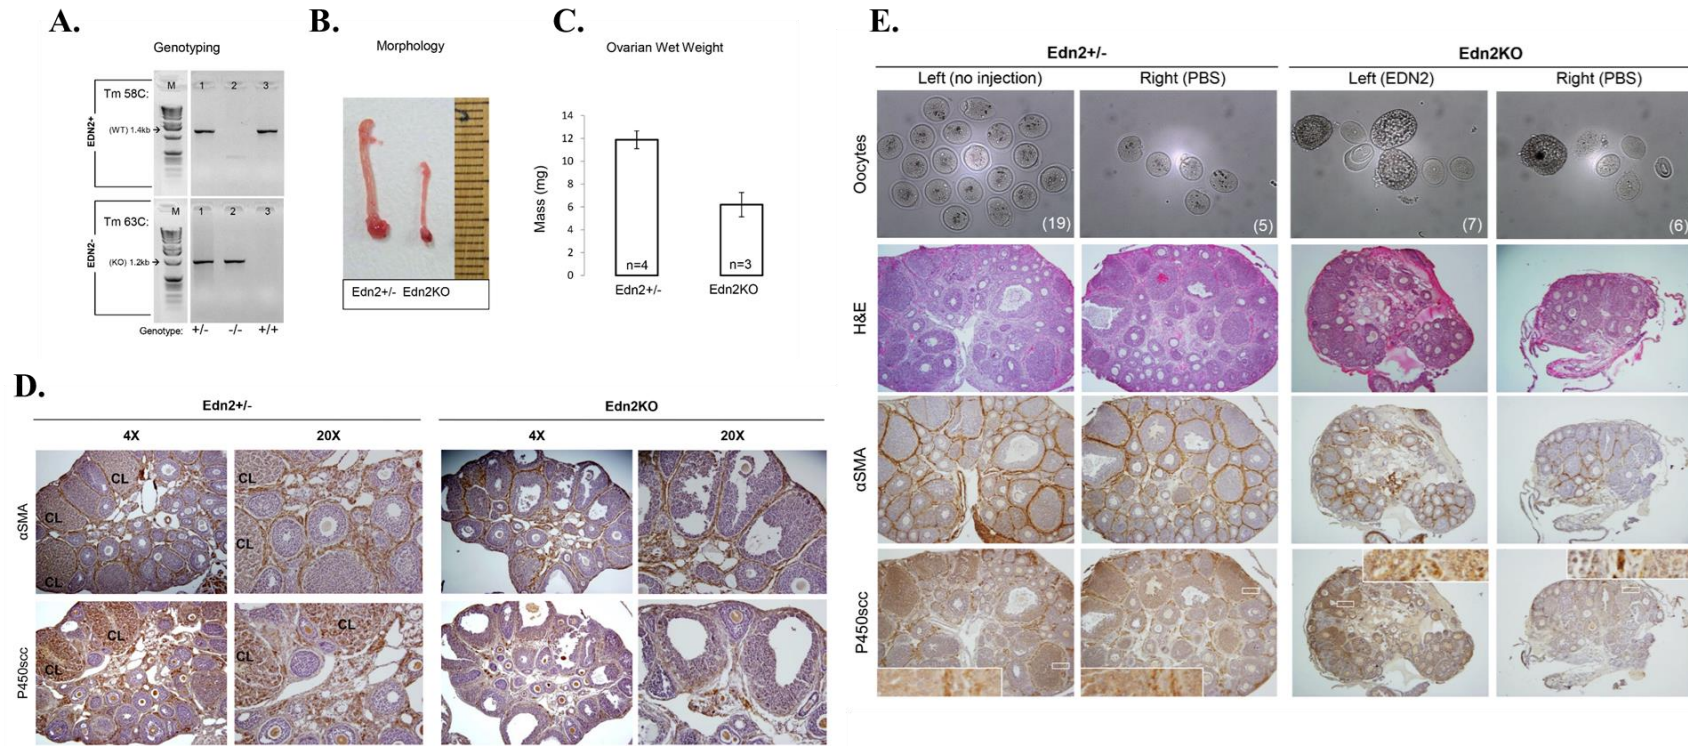 A.
Genotyping
M 1 2 3
Tm 58C:
EDN2+
(WT) 1.4kb
M 1 2 3
Tm 63C:
EDN2-
(KO) 1.2kb
Genotype: +/- -/- +/+
B.
Morphology
Edn2+/- Edn2KO
C.
Ovarian Wet Weight
Mass (mg)
14
12
10
8
6
4
2
0
n=4 n=3
Edn2+/- Edn2KO
D.
Edn2+/- Edn2KO
4X 20X 4X 20X
αSMA
CL
CL
CL
CL
CL
P450scc
CL
CL
CL
CL
E.
Edn2+/- Edn2KO
Left (no injection) Right (PBS) Left (EDN2) Right (PBS)
Oocytes
(19) (5) (7) (6)
H&E
αSMA
P450scc